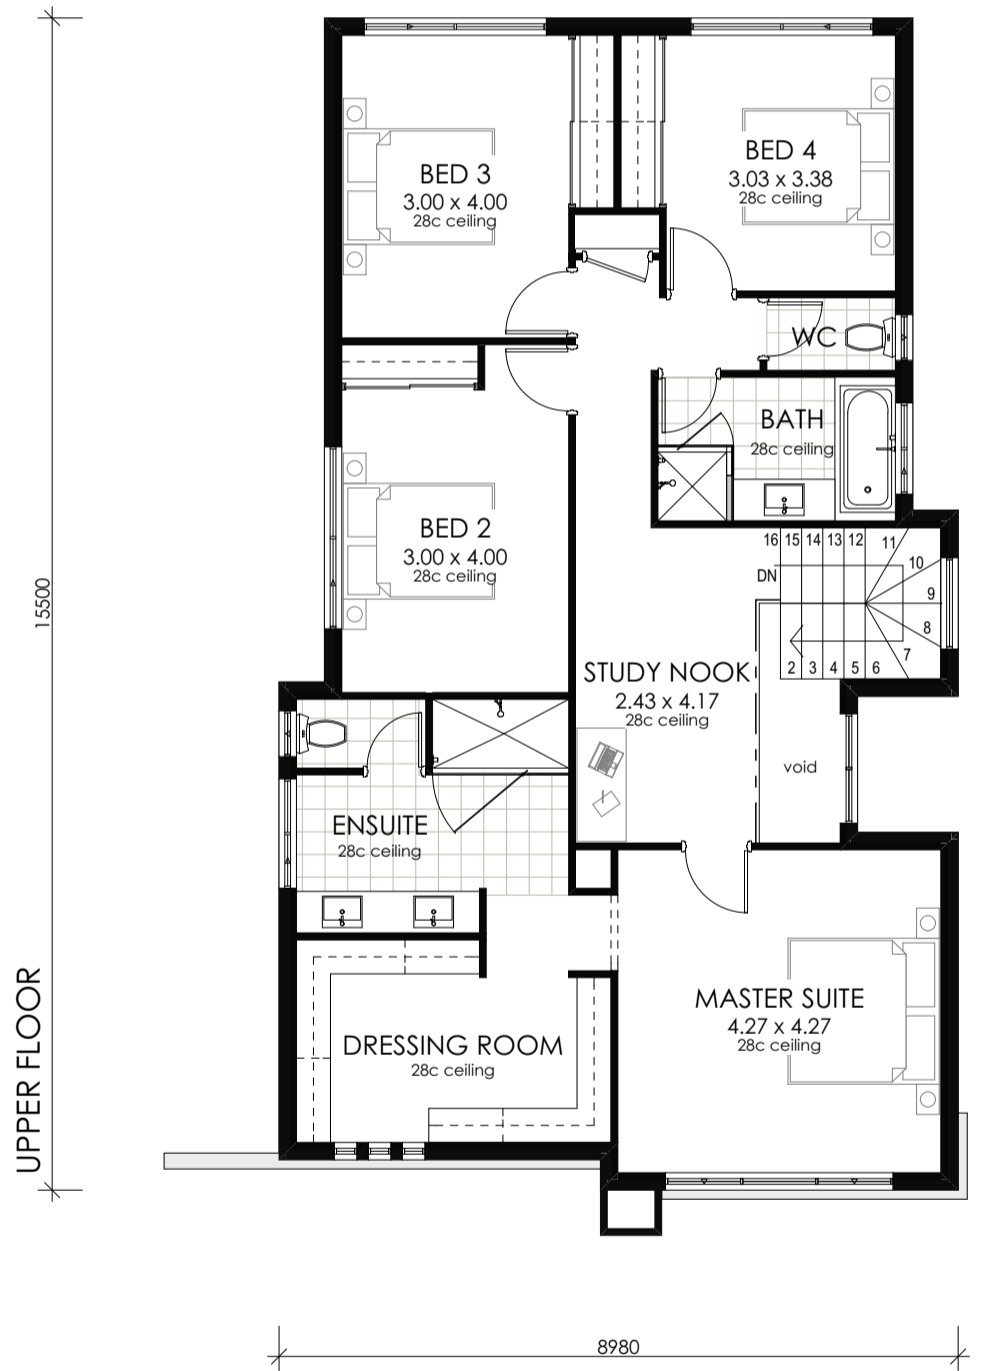 BED 3
3.00 x 4.00
28c ceiling
BED 4
3.03 x 3.38
28c ceiling
WC
BATH
28c ceiling
BED 2
3.00 x 4.00
28c ceiling
16 15 14 13 12 11
10
9
8
7
DN
2 3 4 5 6
STUDY NOOK
2.43 x 4.17
28c ceiling
void
ENSUITE
28c ceiling
MASTER SUITE
4.27 x 4.27
28c ceiling
DRESSING ROOM
28c ceiling
15500
UPPER FLOOR
8980